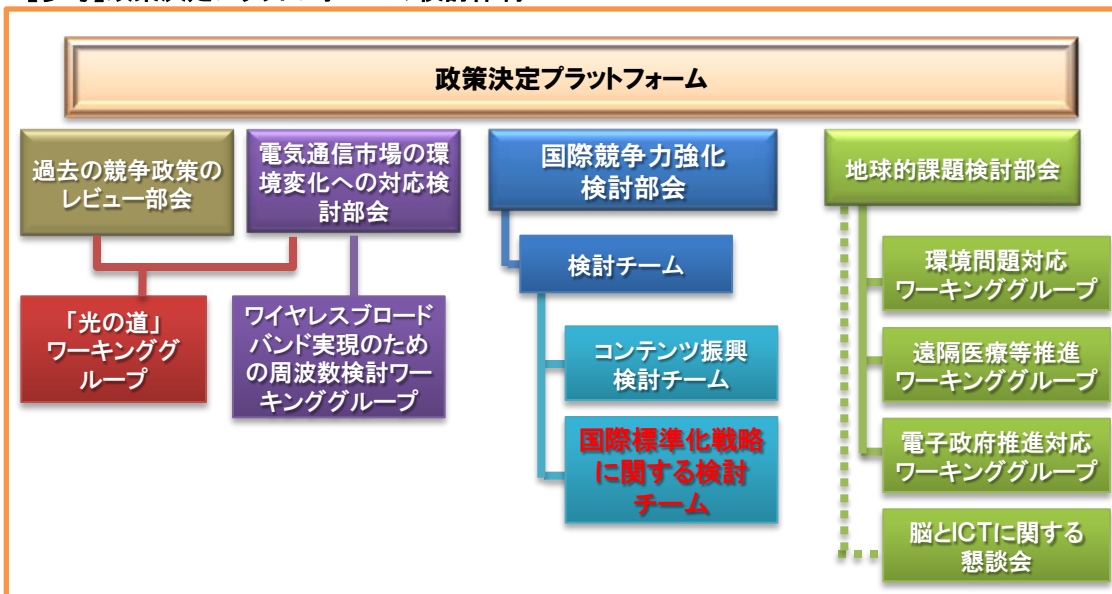 政策決定プラットフォーム
過去の競争政策の
レビュー部会
電気通信市場の環
境変化への対応検
討部会
国際競争力強化
検討部会
地球的課題検討部会
「光の道」
ワーキンググ
ループ
ワイヤレスブロード
バンド実現のため
の周波数検討ワー
キンググループ
検討チーム
コンテンツ振興
検討チーム
国際標準化戦略
に関する検討
チーム
環境問題対応
ワーキンググループ
遠隔医療等推進
ワーキンググループ
電子政府推進対応
ワーキンググループ
脳とICTに関する
懇談会